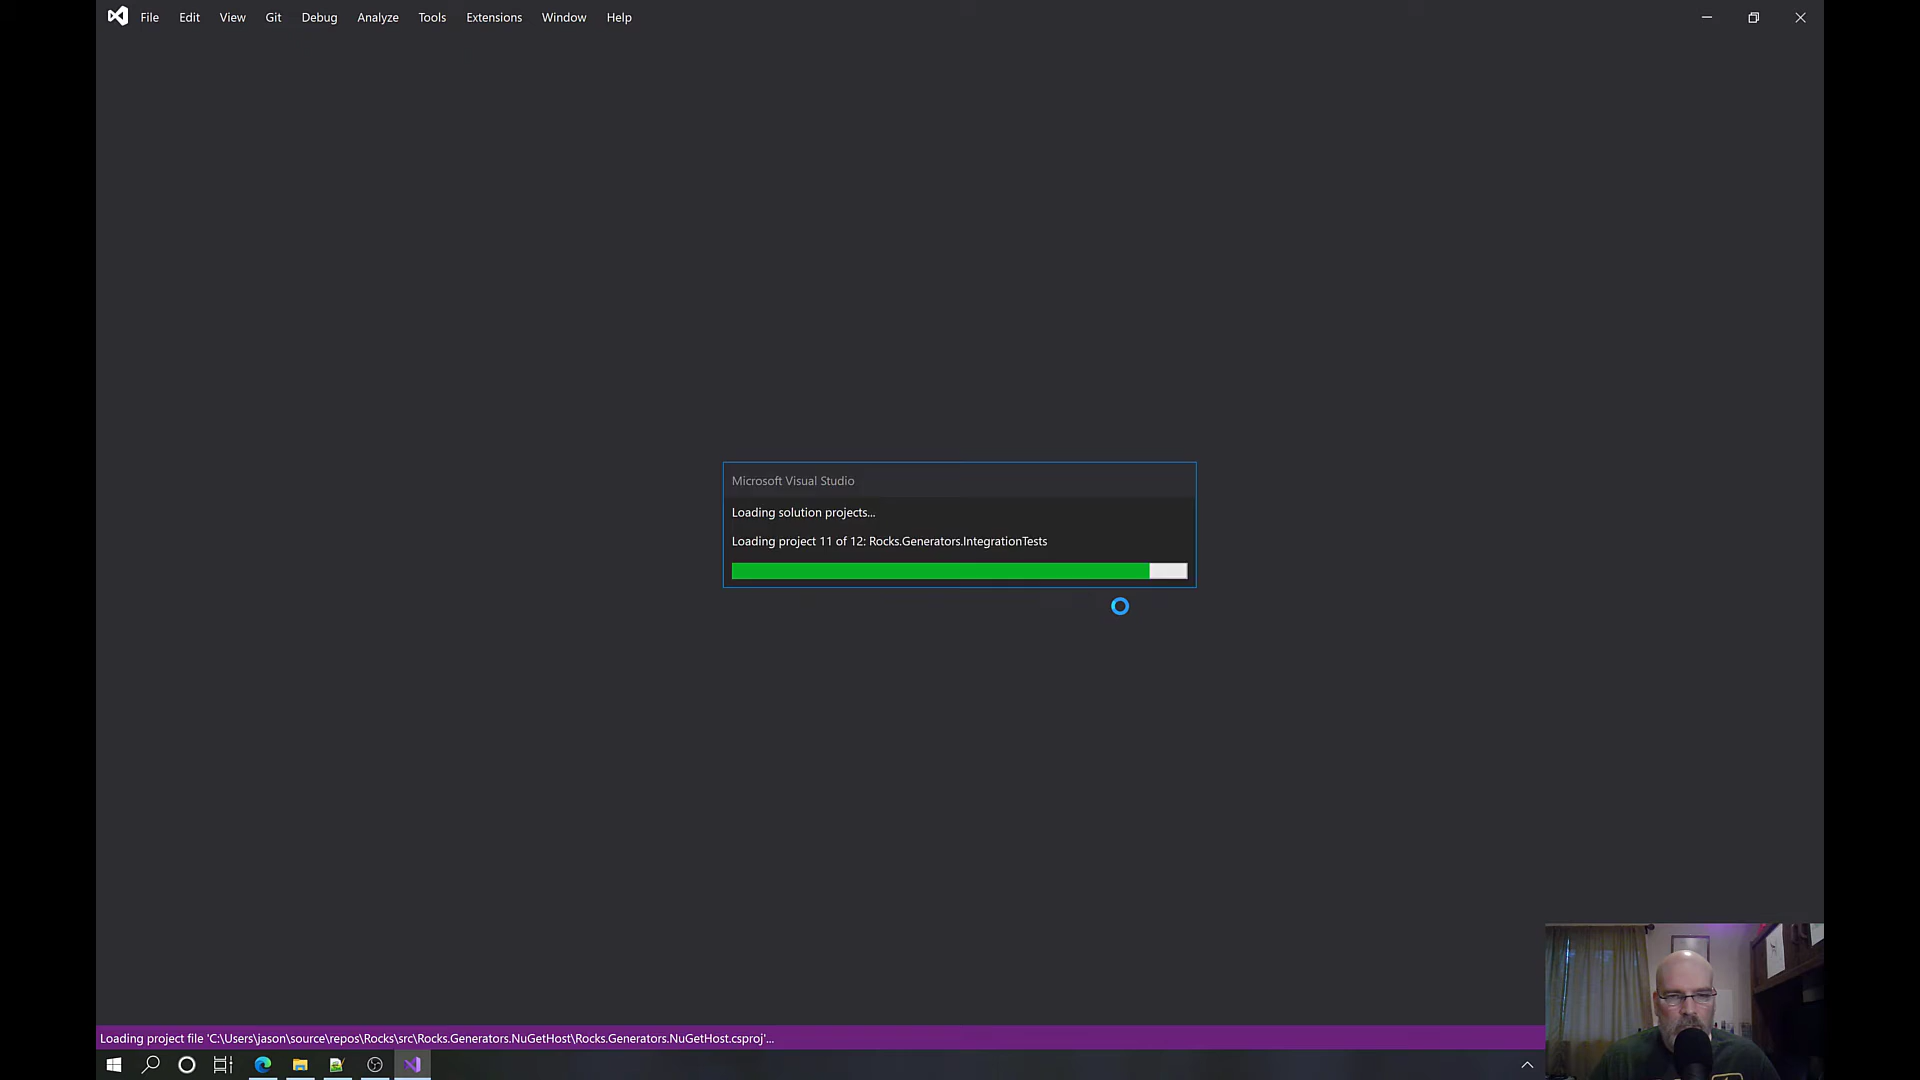 File Edit View Git Debug Analyze Tools Extensions Window Help
Microsoft Visual Studio
Loading solution projects...
Loading project 11 of 12: Rocks.Generators.IntegrationTests
Loading project file 'C:\Users\jason\source\repos\Rocks\src\Rocks.Generators.NuGetHost\Rocks.Generators.NuGetHost.csproj'...